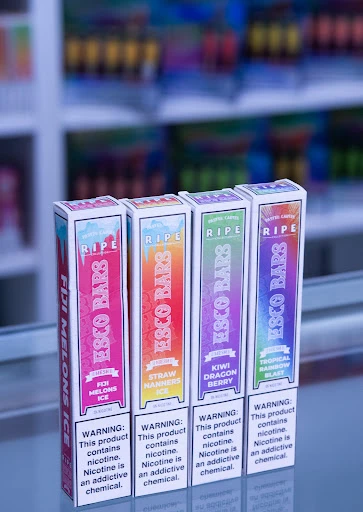 FIJI MELONS ICE
RIPE
ESCO BARS
FIJI
MELONS
ICE
WARNING:
This product
contains
nicotine.
Nicotine is
an addictive
chemical.
RIPE
ESCO BARS
STRAW
NANNERS
ICE
WARNING:
This product
contains
nicotine.
Nicotine is
an addictive
chemical.
RIPE
ESCO BARS
KIWI
DRAGON
BERRY
WARNING:
This product
contains
nicotine.
Nicotine is
an addictive
chemical.
PASTEL CARTEL
RIPE
ESCO BARS
TROPICAL
RAINBOW
BLAST
WARNING:
This product
contains
nicotine.
Nicotine is
an addictive
chemical.